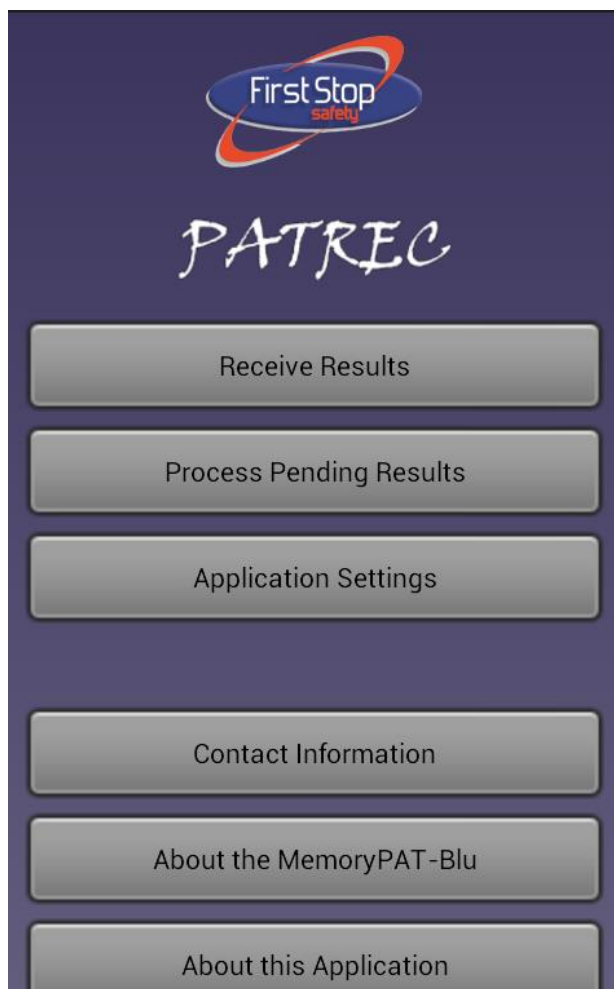 First Stop
safety
PATREC
Receive Results
Process Pending Results
Application Settings
Contact Information
About the MemoryPAT-Blu
About this Application